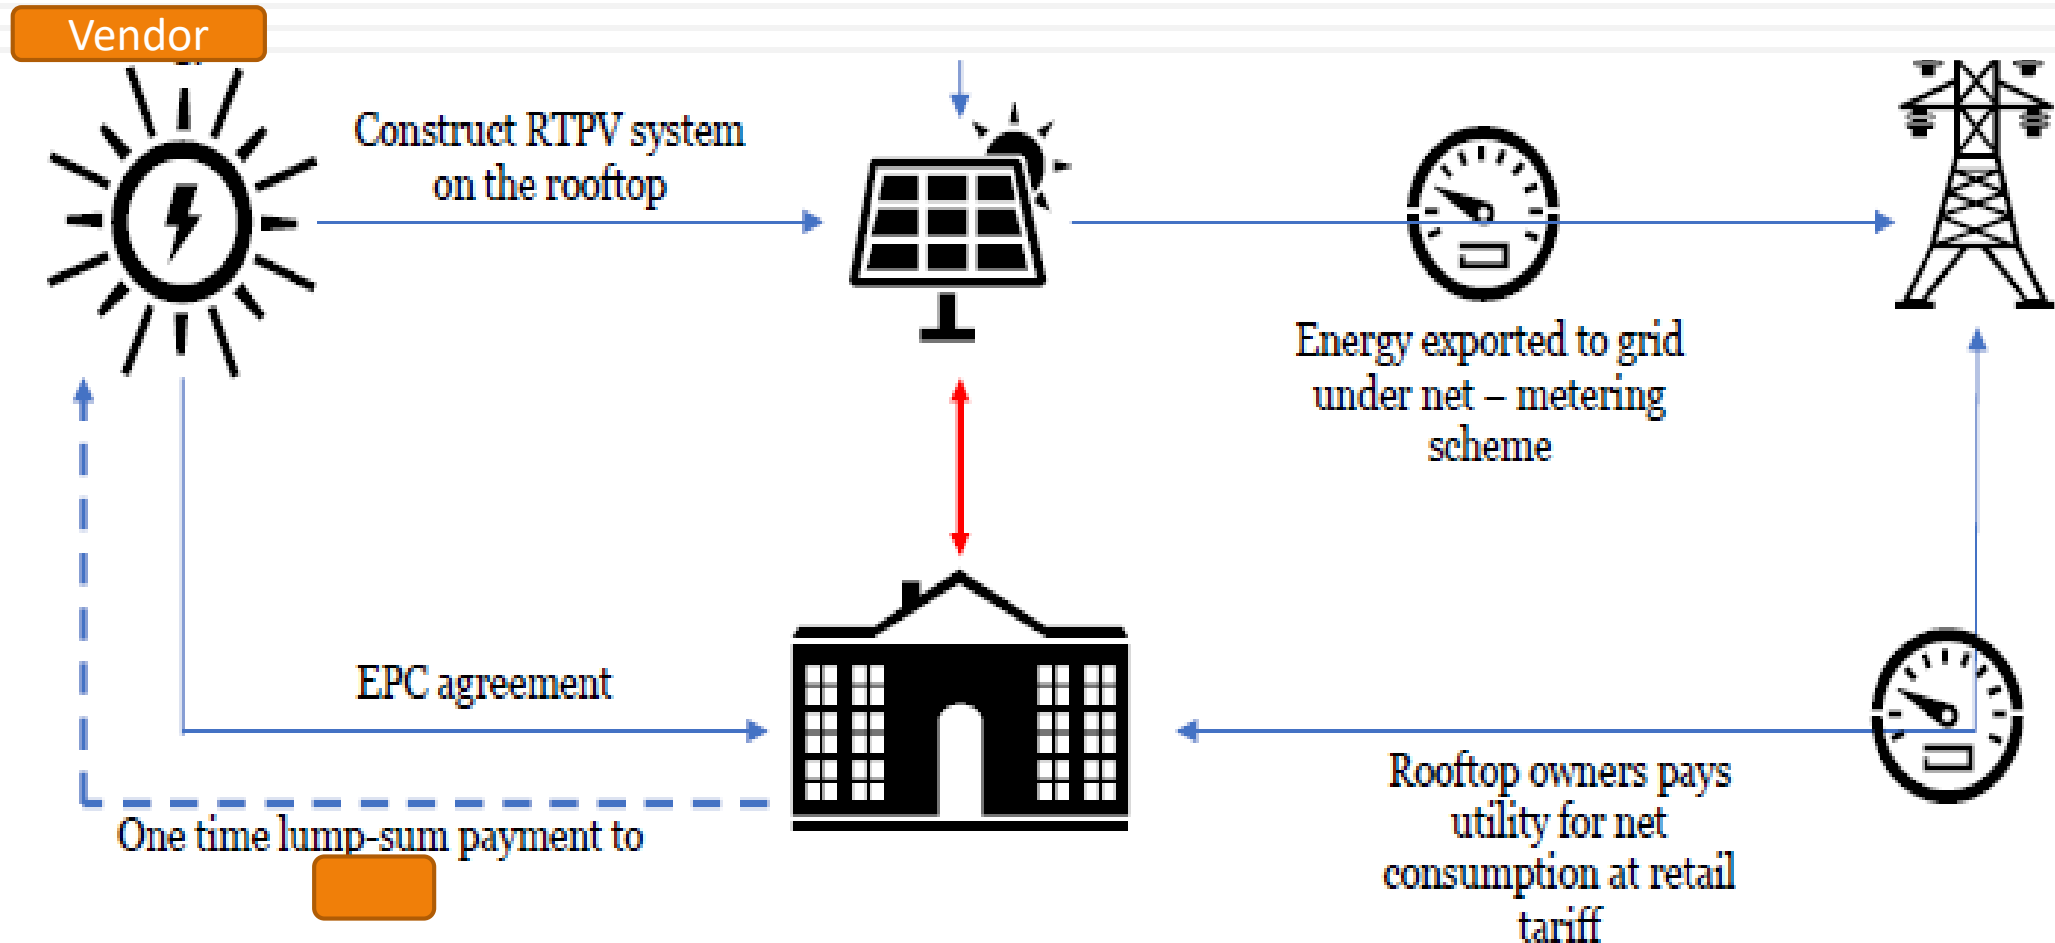 Vendor
Construct RTPV system
on the rooftop
Energy exported to grid
under net – metering
scheme
EPC agreement
One time lump-sum payment to
Rooftop owners pays
utility for net
consumption at retail
tariff